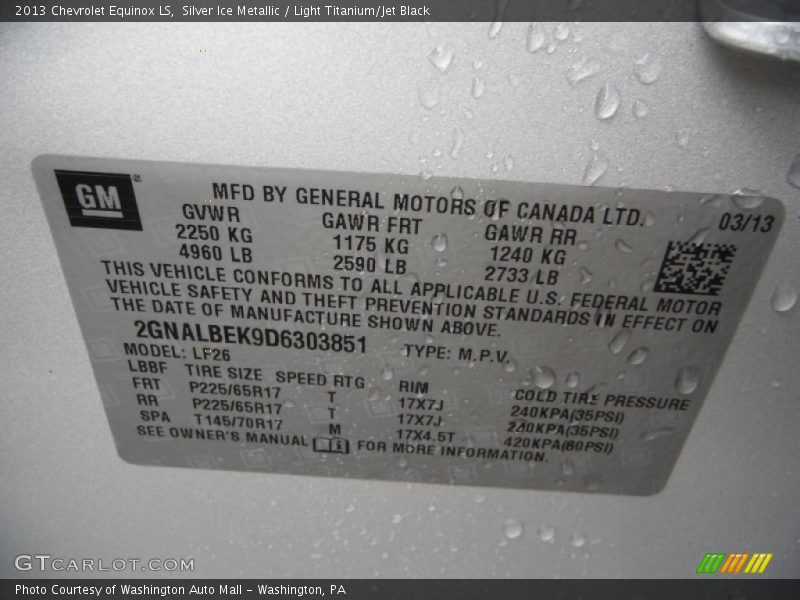 2013 Chevrolet Equinox LS, Silver Ice Metallic / Light Titanium/Jet Black
GM
MFD BY GENERAL MOTORS OF CANADA LTD. 03/13
GVWR GAWR FRT GAWR RR
2250 KG 1175 KG 1240 KG
4960 LB 2590 LB 2733 LB
THIS VEHICLE CONFORMS TO ALL APPLICABLE U.S. FEDERAL MOTOR
VEHICLE SAFETY AND THEFT PREVENTION STANDARDS IN EFFECT ON
THE DATE OF MANUFACTURE SHOWN ABOVE.
2GNALBEK9D6303851 TYPE: M.P.V.
MODEL: LF26
LBBF TIRE SIZE SPEED RTG RIM COLD TIRE PRESSURE
FRT P225/65R17 T 17X7J 240KPA(35PSI)
RR P225/65R17 T 17X7J 240KPA(35PSI)
SPA T145/70R17 M 17X4.5T 420KPA(60PSI)
SEE OWNER'S MANUAL FOR MORE INFORMATION.
GTCARLOT.COM
Photo Courtesy of Washington Auto Mall - Washington, PA